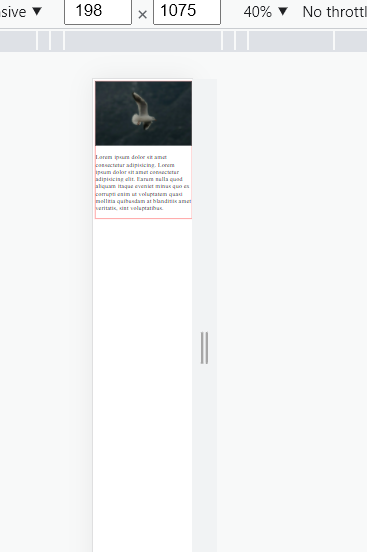 sive ▼ 198 × 1075 40% ▼ No thrott
Lorem ipsum dolor sit amet
consectetur adipisicing. Lorem
ipsum dolor sit amet consectetur
adipisicing elit. Earum nulla quod
aliquam itaque eveniet minus quo ex
corrupti enim ut voluptatem quasi
mollitia quibusdam ut blanditiis amet
veritatis, sint voluptatibus.